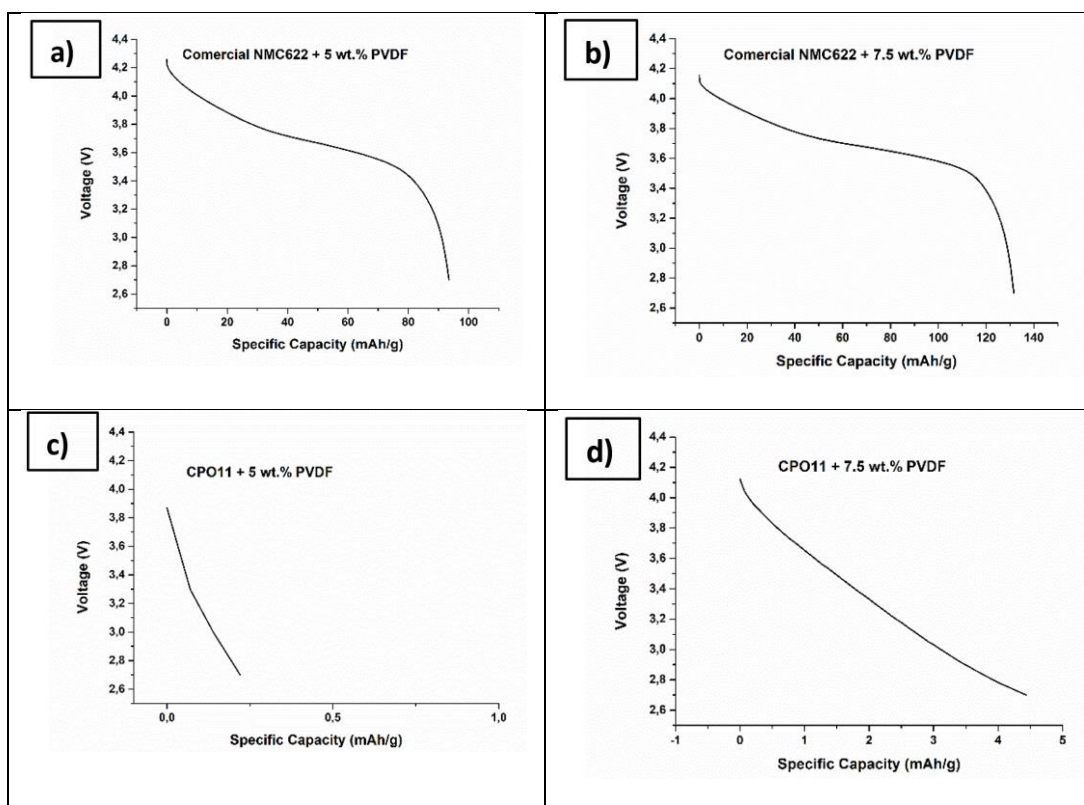 a)
Comercial NMC622 + 5 wt.% PVDF
Voltage (V)
4,4
4,2
4,0
3,8
3,6
3,4
3,2
3,0
2,8
2,6
0 20 40 60 80 100
Specific Capacity (mAh/g)
b)
Comercial NMC622 + 7.5 wt.% PVDF
Voltage (V)
4,4
4,2
4,0
3,8
3,6
3,4
3,2
3,0
2,8
2,6
0 20 40 60 80 100 120 140
Specific Capacity (mAh/g)
c)
CPO11 + 5 wt.% PVDF
Voltage (V)
4,4
4,2
4,0
3,8
3,6
3,4
3,2
3,0
2,8
2,6
0,0 0,5 1,0
Specific Capacity (mAh/g)
d)
CPO11 + 7.5 wt.% PVDF
Voltage (V)
4,4
4,2
4,0
3,8
3,6
3,4
3,2
3,0
2,8
2,6
-1 0 1 2 3 4 5
Specific Capacity (mAh/g)